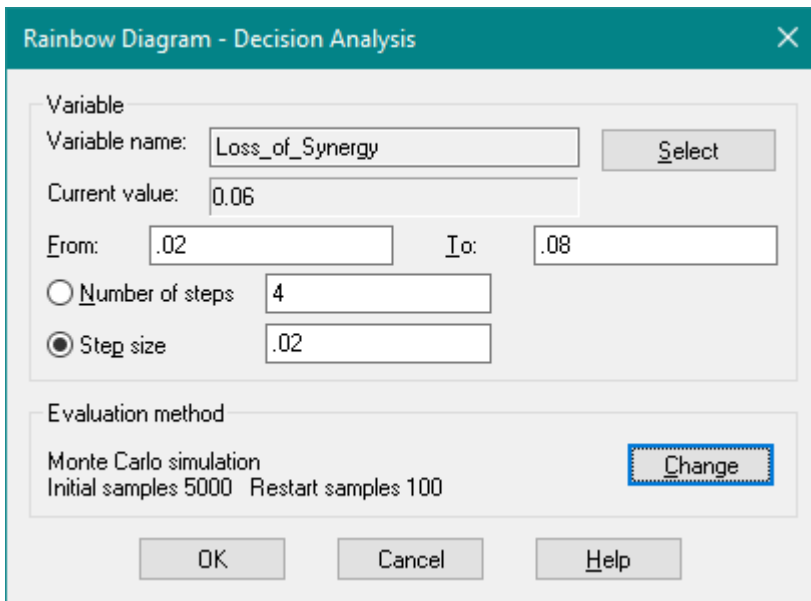 Rainbow Diagram - Decision Analysis
Variable
Variable name: Loss_of_Synergy Select
Current value: 0.06
From: .02 To: .08
Number of steps 4
Step size .02
Evaluation method
Monte Carlo simulation
Initial samples 5000 Restart samples 100
Change
OK Cancel Help